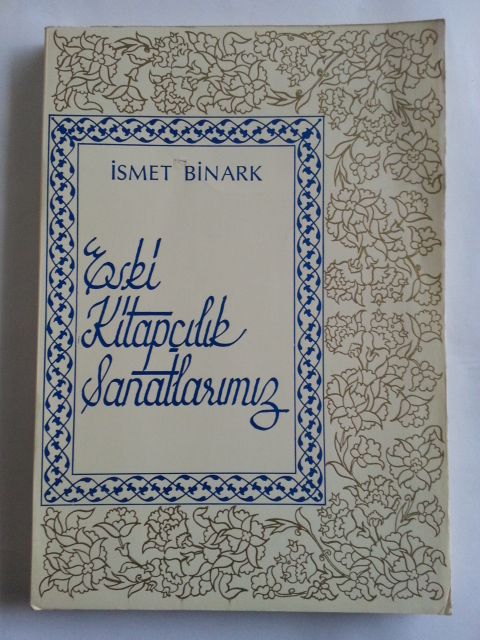 İSMET BİNARK
Eski
Kitapçılık
Sanatlarımız